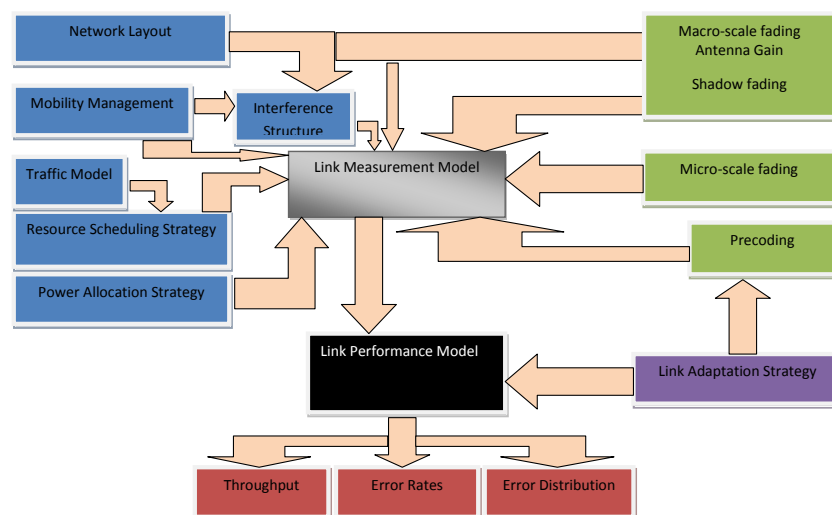 Network Layout
Macro-scale fading
Antenna Gain
Shadow fading
Mobility Management
Interference
Structure
Link Measurement Model
Traffic Model
Micro-scale fading
Resource Scheduling Strategy
Precoding
Power Allocation Strategy
Link Performance Model
Link Adaptation Strategy
Throughput
Error Rates
Error Distribution